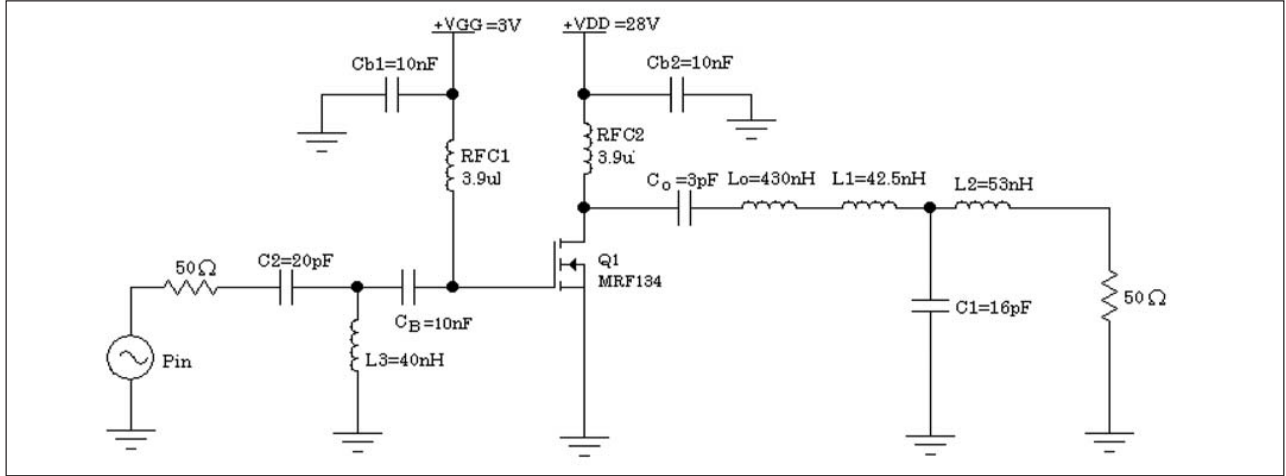 +VGG=3V
+VDD=28V
Cb1=10nF
Cb2=10nF
RFC1
3.9ul
RFC2
3.9u
Co=3pF
Lo=430nH
L1=42.5nH
L2=53nH
50Ω
C2=20pF
Q1
MRF134
CB=10nF
C1=16pF
50Ω
Pin
L3=40nH